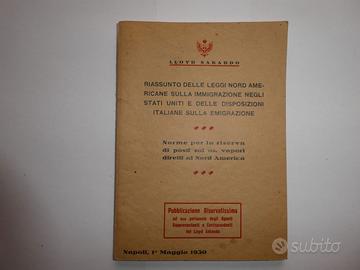 LLOYD SABAUDO
RIASSUNTO DELLE LEGGI NORD AME-
RICANE SULLA IMMIGRAZIONE NEGLI
STATI UNITI E DELLE DISPOSIZIONI
ITALIANE SULLA EMIGRAZIONE
Norme per la riserva
di posti sui vapori
diretti al Nord America
Pubblicazione Riservatissima
ad uso personale degli Agenti
Rappresentanti e Corrispondenti
del Lloyd Sabaudo
Napoli, 1° Maggio 1930
subito